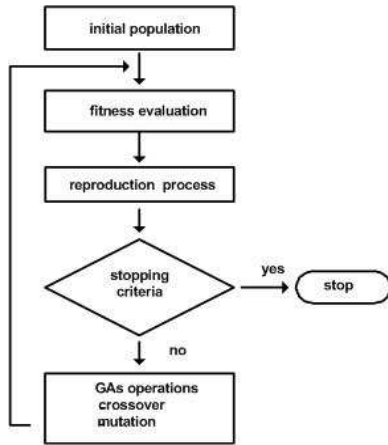 initial population
fitness evaluation
reproduction process
stopping
criteria
yes
stop
no
GAs operations
crossover
mutation